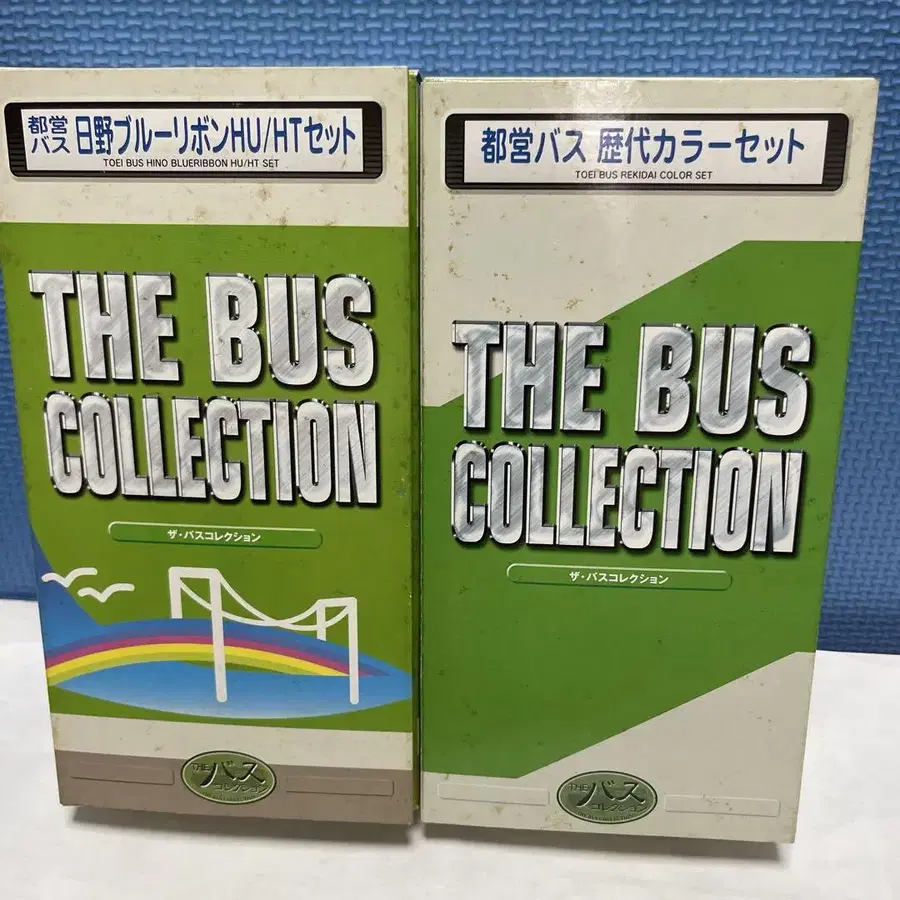 都営
バス
日野ブルーリボンHU/HTセット
TOEI BUS HINO BLUERIBBON HU/HT SET
THE BUS
COLLECTION
ザ・バスコレクション
THE バス
コレクション
都営バス 歴代カラーセット
TOEI BUS REKIDAI COLOR SET
THE BUS
COLLECTION
ザ・バスコレクション
THE バス
コレクション